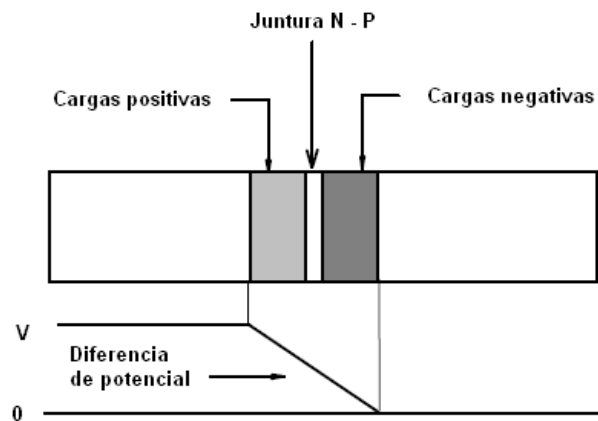 Juntura N - P
Cargas positivas
Cargas negativas
V
Diferencia
de potencial
0